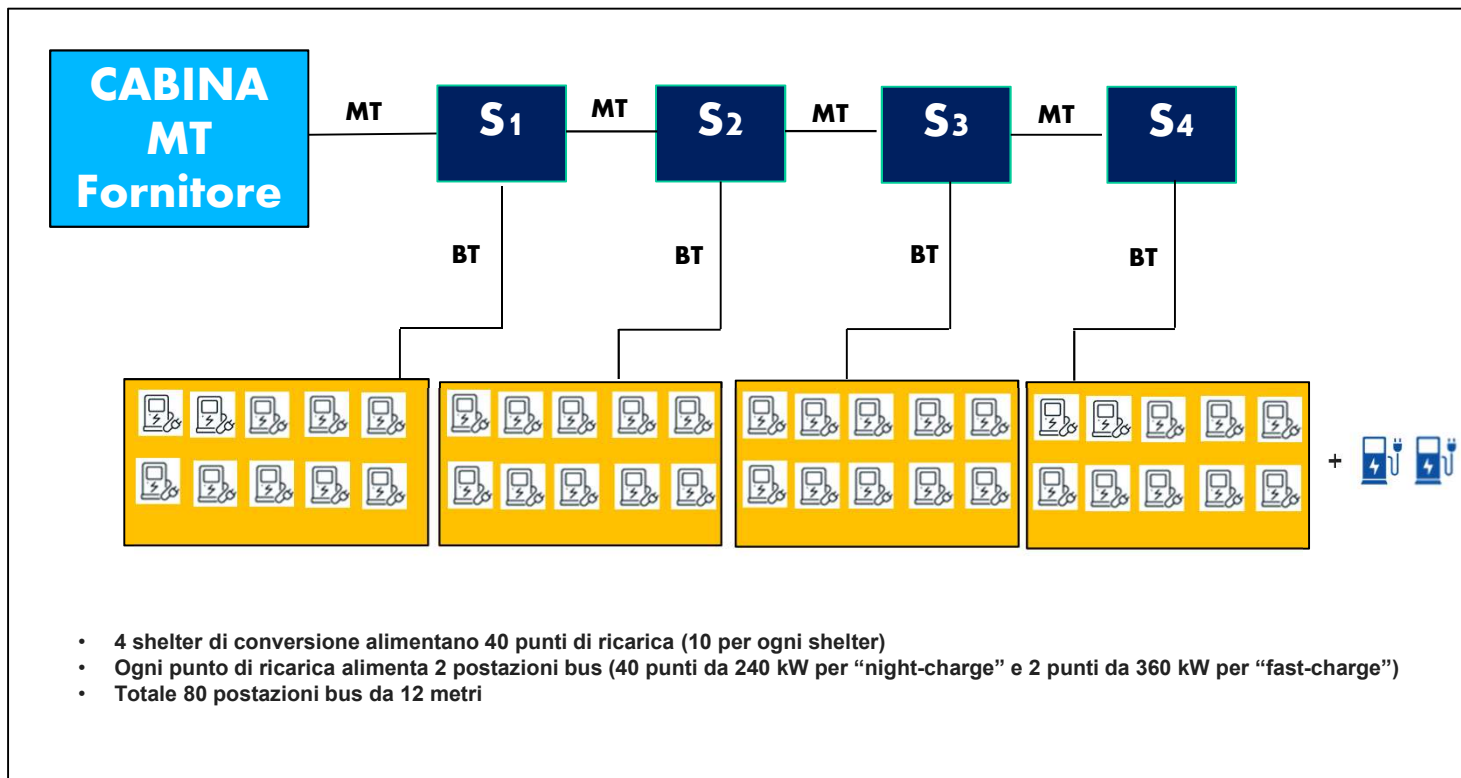 CABINA
MT
Fornitore
MT
S1
MT
S2
MT
S3
MT
S4
BT
BT
BT
BT
+
• 4 shelter di conversione alimentano 40 punti di ricarica (10 per ogni shelter)
• Ogni punto di ricarica alimenta 2 postazioni bus (40 punti da 240 kW per “night-charge” e 2 punti da 360 kW per “fast-charge”)
• Totale 80 postazioni bus da 12 metri